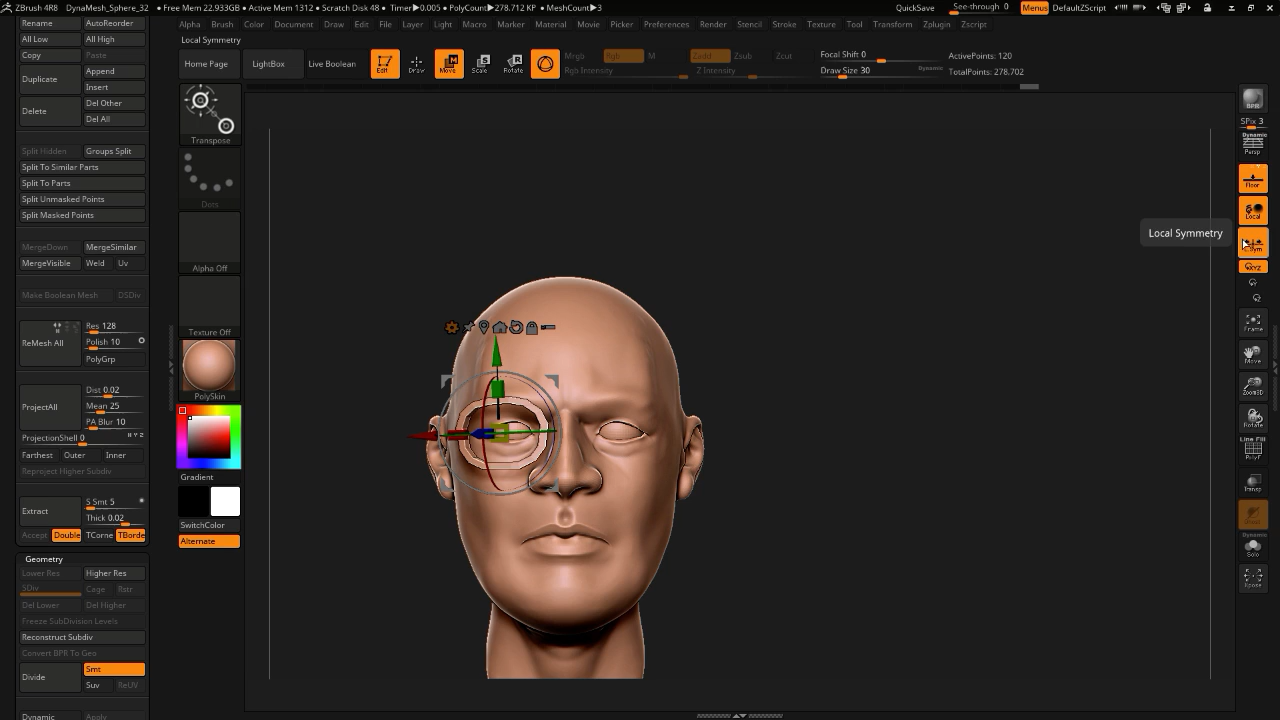 ZBrush 4R8 DynaMesh_Sphere_32 • Free Mem 22.933GB • Active Mem 1312 • Scratch Disk 48 • Timer▶0.005 • PolyCount▶278.712 KP • MeshCount▶3 QuickSave See-through 0 Menus DefaultZScript
Alpha Brush Color Document Draw Edit File Layer Light Macro Marker Material Movie Picker Preferences Render Stencil Stroke Texture Tool Transform Zplugin Zscript
Local Symmetry
Home Page LightBox Live Boolean Edit Draw Move Scale Rotate
Mrgb Rgb M Zadd Zsub Zcut
Rgb Intensity Z Intensity
Focal Shift 0 ActivePoints: 120
Draw Size 30 Dynamic TotalPoints: 278,702
Rename AutoReorder
All Low All High
Copy Paste
Duplicate Append
Insert
Delete Del Other
Del All
Split Hidden Groups Split
Split To Similar Parts
Split To Parts
Split Unmasked Points
Split Masked Points
MergeDown MergeSimilar
MergeVisible Weld Uv
Make Boolean Mesh DSDiv
ReMesh All Res 128
Polish 10
PolyGrp
ProjectAll Dist 0.02
Mean 25
PA Blur 10
ProjectionShell 0
Farthest Outer Inner
Reproject Higher Subdiv
Extract S Smt 5
Thick 0.02
Accept Double TCorne TBorde
Geometry
Lower Res Higher Res
SDiv Cage Rstr
Del Lower Del Higher
Freeze SubDivision Levels
Reconstruct Subdiv
Convert BPR To Geo
Divide Smt
Suv ReUV
Dynamic Apply
Transpose
Dots
Alpha Off
Texture Off
PolySkin
Gradient
SwitchColor
Alternate
Local Symmetry
BPR
SPix 3
Dynamic
Persp
Floor
Local
XYZ
Frame
Move
Zoom3D
Rotate
Line Fill
PolyF
Transp
Dynamic
Solo
Xpose